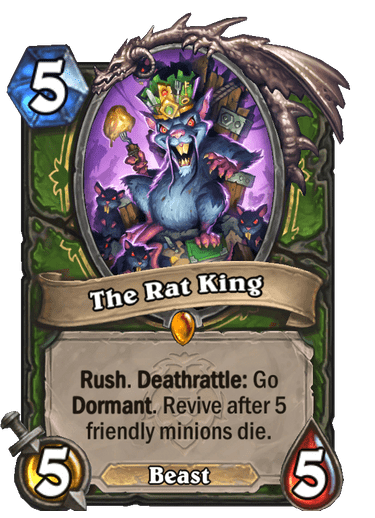 5
The Rat King
Rush. Deathrattle: Go
Dormant. Revive after 5
friendly minions die.
5
Beast
5